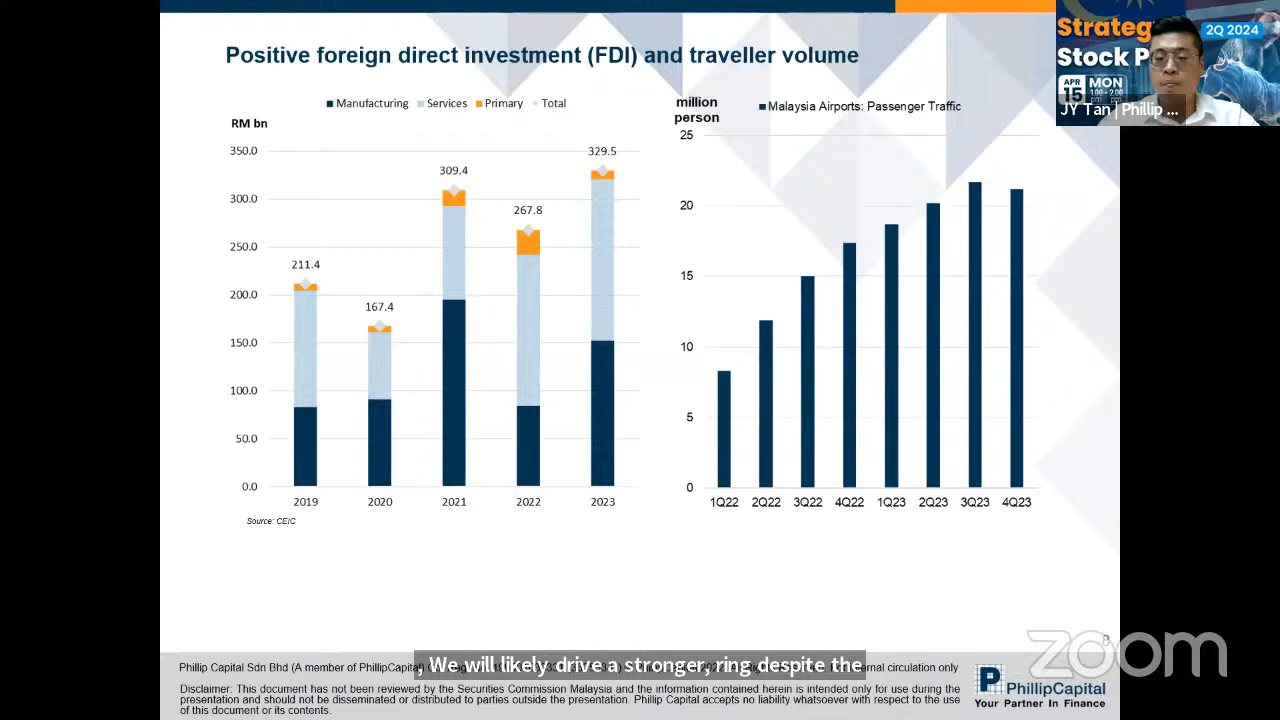 Positive foreign direct investment (FDI) and traveller volume
Manufacturing Services Primary Total
RM bn
350.0
300.0
250.0
200.0
150.0
100.0
50.0
0.0
211.4
167.4
309.4
267.8
329.5
2019 2020 2021 2022 2023
Source: CEIC
million
person
Malaysia Airports: Passenger Traffic
25
20
15
10
5
0
1Q22 2Q22 3Q22 4Q22 1Q23 2Q23 3Q23 4Q23
Strateg
2Q 2024
Stock P
APR
15
MON
JY Tan | Phillip ...
zoom
, We will likely drive a stronger, ring despite the
Phillip Capital Sdn Bhd (A member of PhillipCapital)
ernal circulation only
Disclaimer: This document has not been reviewed by the Securities Commission Malaysia and the information contained herein is intended only for use during the
presentation and should not be disseminated or distributed to parties outside the presentation. Phillip Capital accepts no liability whatsoever with respect to the use
of this document or its contents.
P
PhillipCapital
Your Partner In Finance